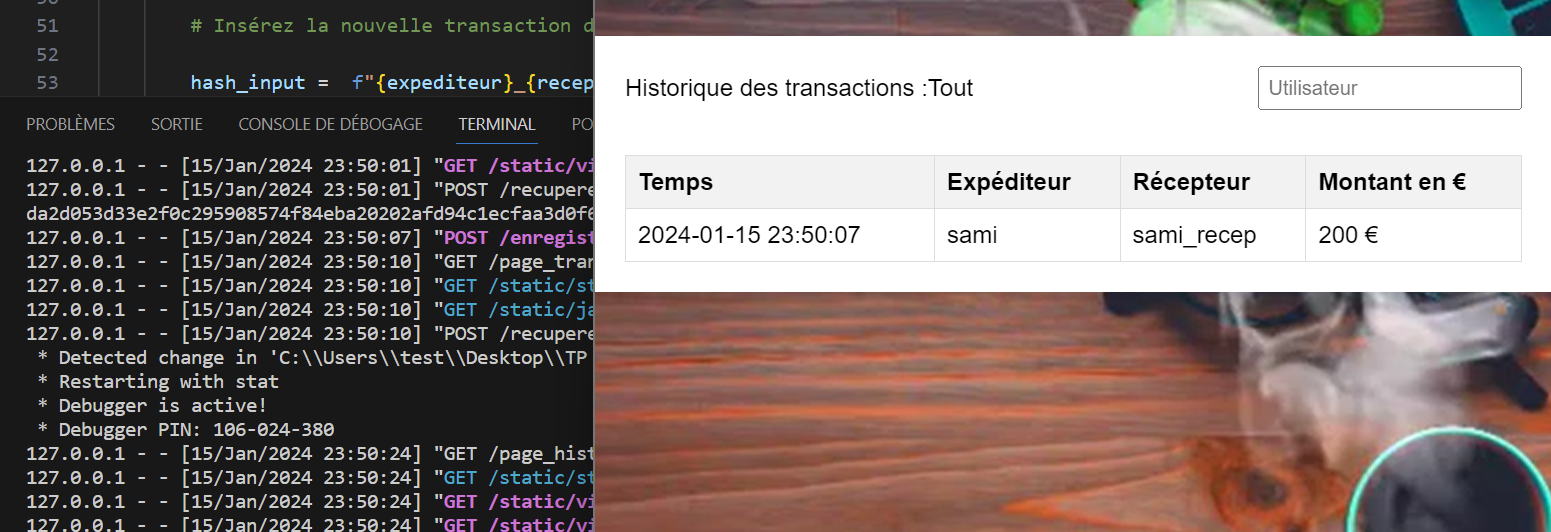 51 # Insérez la nouvelle transaction d
52
53 hash_input = f"{expediteur}_{recep
PROBLÈMES SORTIE CONSOLE DE DÉBOGAGE TERMINAL PO
127.0.0.1 - - [15/Jan/2024 23:50:01] "GET /static/vi
127.0.0.1 - - [15/Jan/2024 23:50:01] "POST /recupere
da2d053d33e2f0c295908574f84eba20202afd94c1ecfaa3d0f6
127.0.0.1 - - [15/Jan/2024 23:50:07] "POST /enregist
127.0.0.1 - - [15/Jan/2024 23:50:10] "GET /page_tran
127.0.0.1 - - [15/Jan/2024 23:50:10] "GET /static/st
127.0.0.1 - - [15/Jan/2024 23:50:10] "GET /static/ja
127.0.0.1 - - [15/Jan/2024 23:50:10] "POST /recupere
* Detected change in 'C:\\Users\\test\\Desktop\\TP
* Restarting with stat
* Debugger is active!
* Debugger PIN: 106-024-380
127.0.0.1 - - [15/Jan/2024 23:50:24] "GET /page_hist
127.0.0.1 - - [15/Jan/2024 23:50:24] "GET /static/st
127.0.0.1 - - [15/Jan/2024 23:50:24] "GET /static/vi
127.0.0.1 - - [15/Jan/2024 23:50:24] "GET /static/vi
Historique des transactions :Tout
Utilisateur
Temps Expéditeur Récepteur Montant en €
2024-01-15 23:50:07 sami sami_recep 200 €